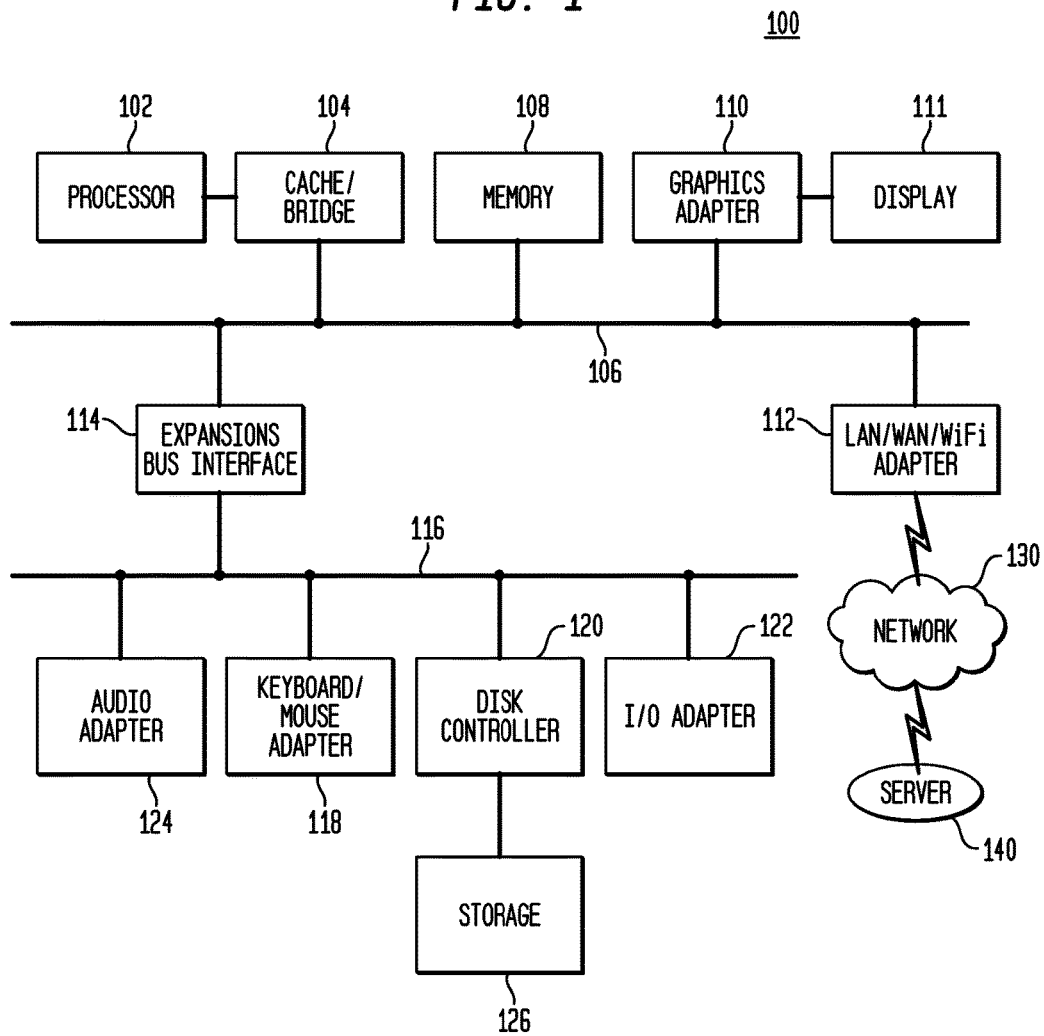 FIG. 1
100
102
104
108
110
111
PROCESSOR
CACHE/
BRIDGE
MEMORY
GRAPHICS
ADAPTER
DISPLAY
106
114
EXPANSIONS
BUS INTERFACE
112
LAN/WAN/WiFi
ADAPTER
116
130
NETWORK
120
122
AUDIO
ADAPTER
KEYBOARD/
MOUSE
ADAPTER
DISK
CONTROLLER
I/O ADAPTER
124
118
SERVER
140
STORAGE
126